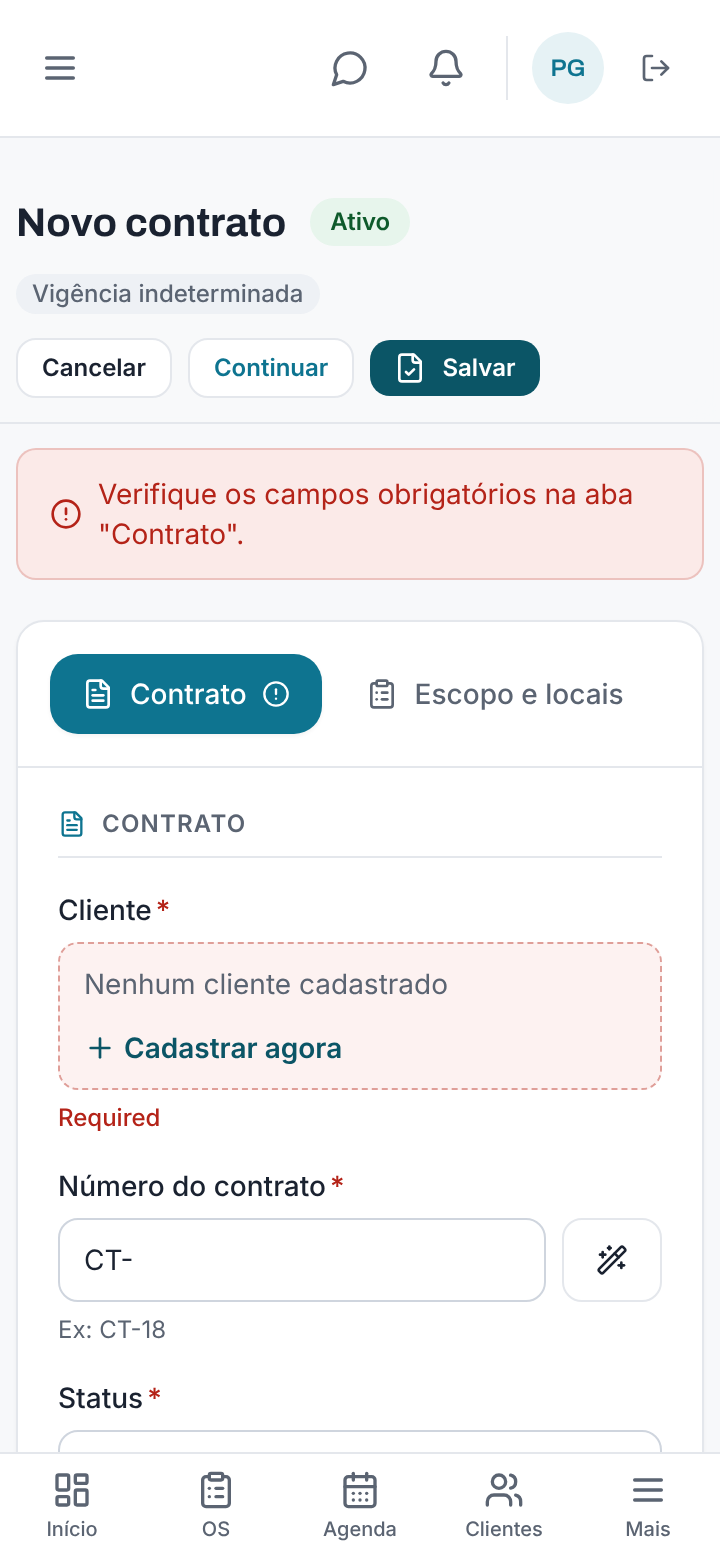 PG
Novo contrato
Ativo
Vigência indeterminada
Cancelar
Continuar
Salvar
Verifique os campos obrigatórios na aba
"Contrato".
Contrato
Escopo e locais
CONTRATO
Cliente *
Nenhum cliente cadastrado
+ Cadastrar agora
Required
Número do contrato *
CT-
Ex: CT-18
Status *
Início
OS
Agenda
Clientes
Mais